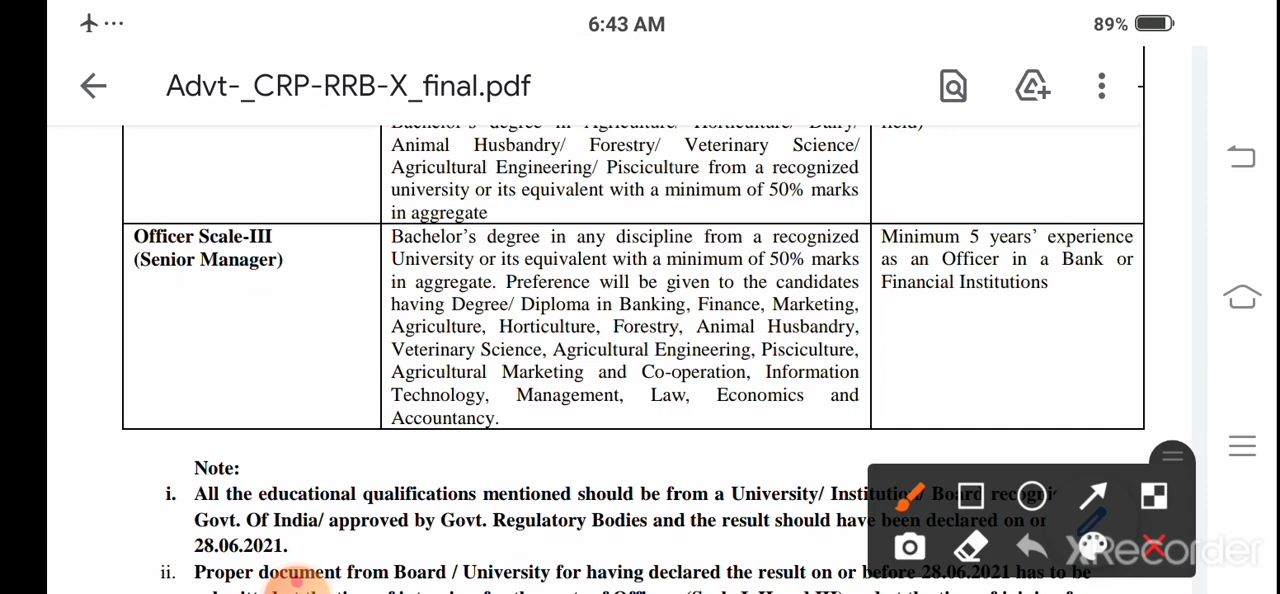 6:43 AM
89%
Advt-_CRP-RRB-X_final.pdf
Bachelor's degree in Agriculture/ Horticulture/ Dairy/
field)
Animal Husbandry/ Forestry/ Veterinary Science/
Agricultural Engineering/ Pisciculture from a recognized
university or its equivalent with a minimum of 50% marks
in aggregate
Officer Scale-III
(Senior Manager)
Bachelor's degree in any discipline from a recognized
University or its equivalent with a minimum of 50% marks
in aggregate. Preference will be given to the candidates
having Degree/ Diploma in Banking, Finance, Marketing,
Agriculture, Horticulture, Forestry, Animal Husbandry,
Veterinary Science, Agricultural Engineering, Pisciculture,
Agricultural Marketing and Co-operation, Information
Technology, Management, Law, Economics and
Accountancy.
Minimum 5 years' experience
as an Officer in a Bank or
Financial Institutions
Note:
i. All the educational qualifications mentioned should be from a University/ Institution/ Board
Govt. Of India/ approved by Govt. Regulatory Bodies and the result should have been declared on or
28.06.2021.
ii. Proper document from Board / University for having declared the result on or before 28.06.2021 has to be
XRecorder